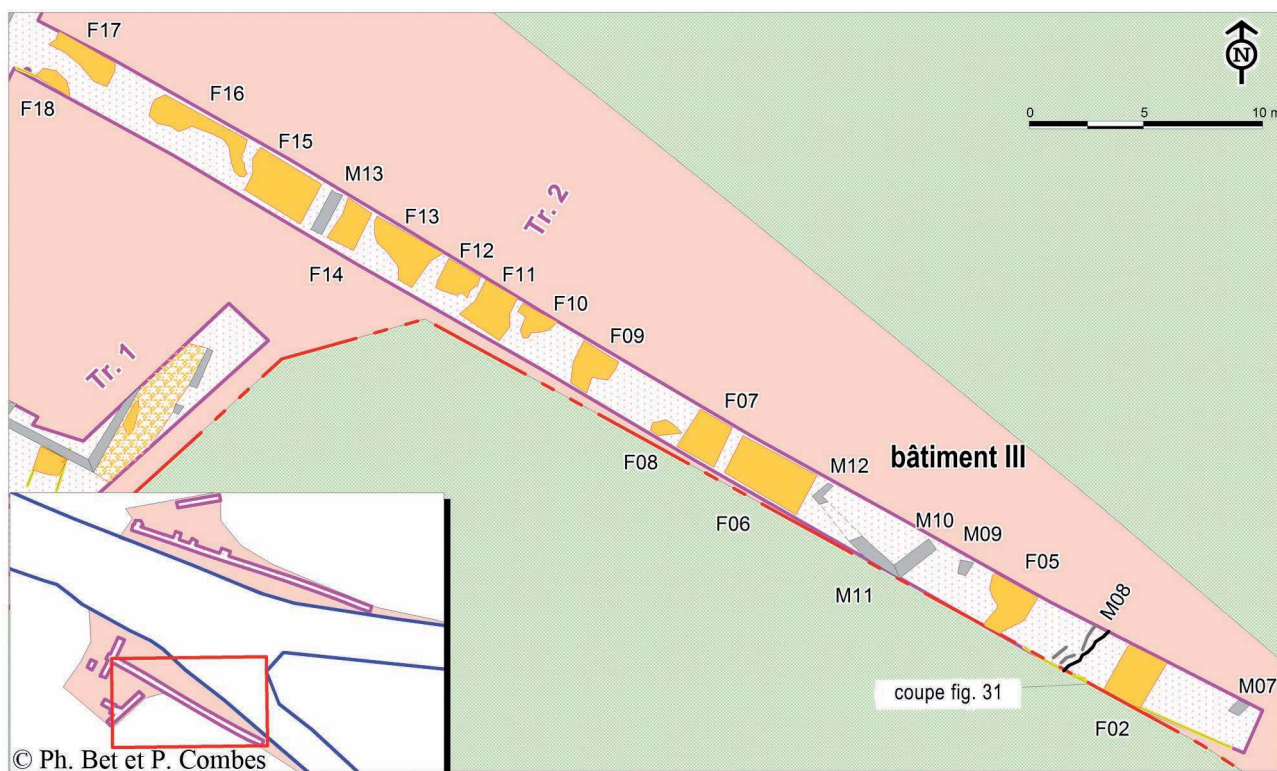 F17
N
F16
0 5 10 m
F18
F15
M13
F13
Tr. 2
F12
F14
F11
F10
F09
Tr. 1
F07
bâtiment III
F08
M12
F06
M10
M09
F05
M11
M08
coupe fig. 31
M07
F02
© Ph. Bet et P. Combes